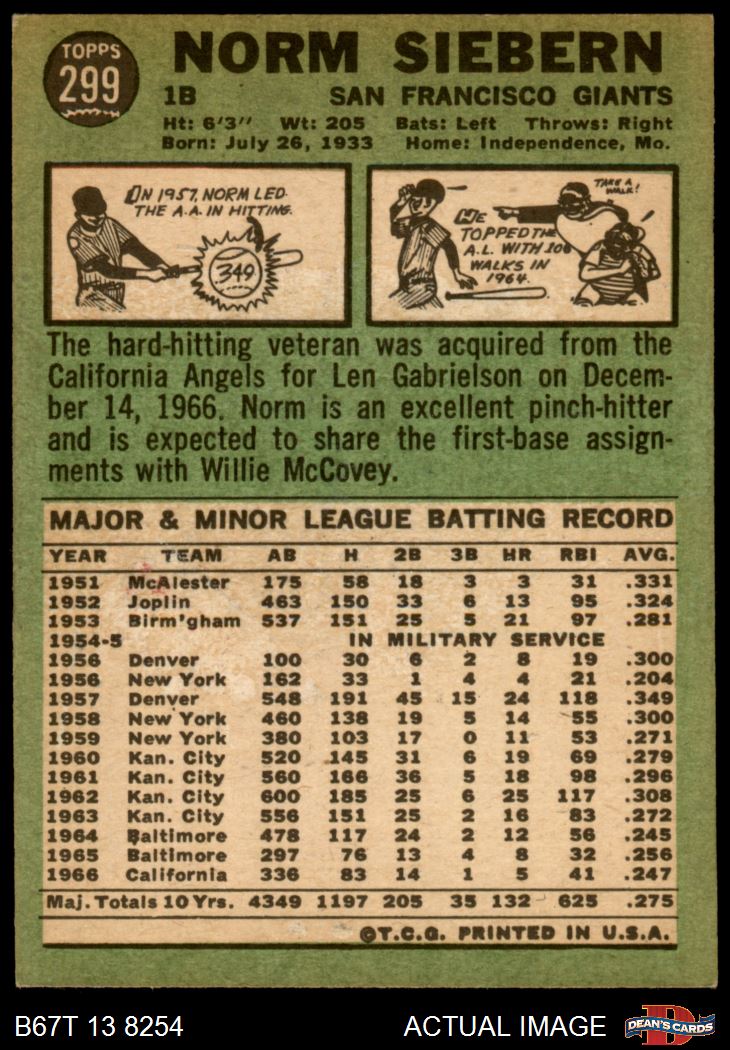 TOPPS
299
NORM SIEBERN
1B SAN FRANCISCO GIANTS
Ht: 6'3" Wt: 205 Bats: Left Throws: Right
Born: July 26, 1933 Home: Independence, Mo.
IN 1957, NORM LED
THE A.A. IN HITTING.
349
TAKE A
WALK!
HE
TOPPED THE
A.L. WITH 106
WALKS IN
1964.
The hard-hitting veteran was acquired from the
California Angels for Len Gabrielson on Decem-
ber 14, 1966. Norm is an excellent pinch-hitter
and is expected to share the first-base assign-
ments with Willie McCovey.
MAJOR & MINOR LEAGUE BATTING RECORD
YEAR TEAM AB H 2B 3B HR RBI AVG.
1951 McAlester 175 58 18 3 3 31 .331
1952 Joplin 463 150 33 6 13 95 .324
1953 Birm'gham 537 151 25 5 21 97 .281
1954-5 IN MILITARY SERVICE
1956 Denver 100 30 6 2 8 19 .300
1956 New York 162 33 1 4 4 21 .204
1957 Denver 548 191 45 15 24 118 .349
1958 New York 460 138 19 5 14 55 .300
1959 New York 380 103 17 0 11 53 .271
1960 Kan. City 520 145 31 6 19 69 .279
1961 Kan. City 560 166 36 5 18 98 .296
1962 Kan. City 600 185 25 6 25 117 .308
1963 Kan. City 556 151 25 2 16 83 .272
1964 Baltimore 478 117 24 2 12 56 .245
1965 Baltimore 297 76 13 4 8 32 .256
1966 California 336 83 14 1 5 41 .247
Maj. Totals 10 Yrs. 4349 1197 205 35 132 625 .275
©T.C.G. PRINTED IN U.S.A.
B67T 13 8254 ACTUAL IMAGE D DEAN'S CARDS